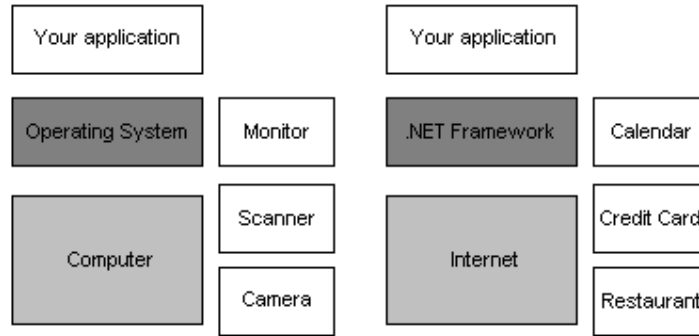 Your application
Operating System
Monitor
Computer
Scanner
Camera
Your application
.NET Framework
Calendar
Internet
Credit Card
Restaurant